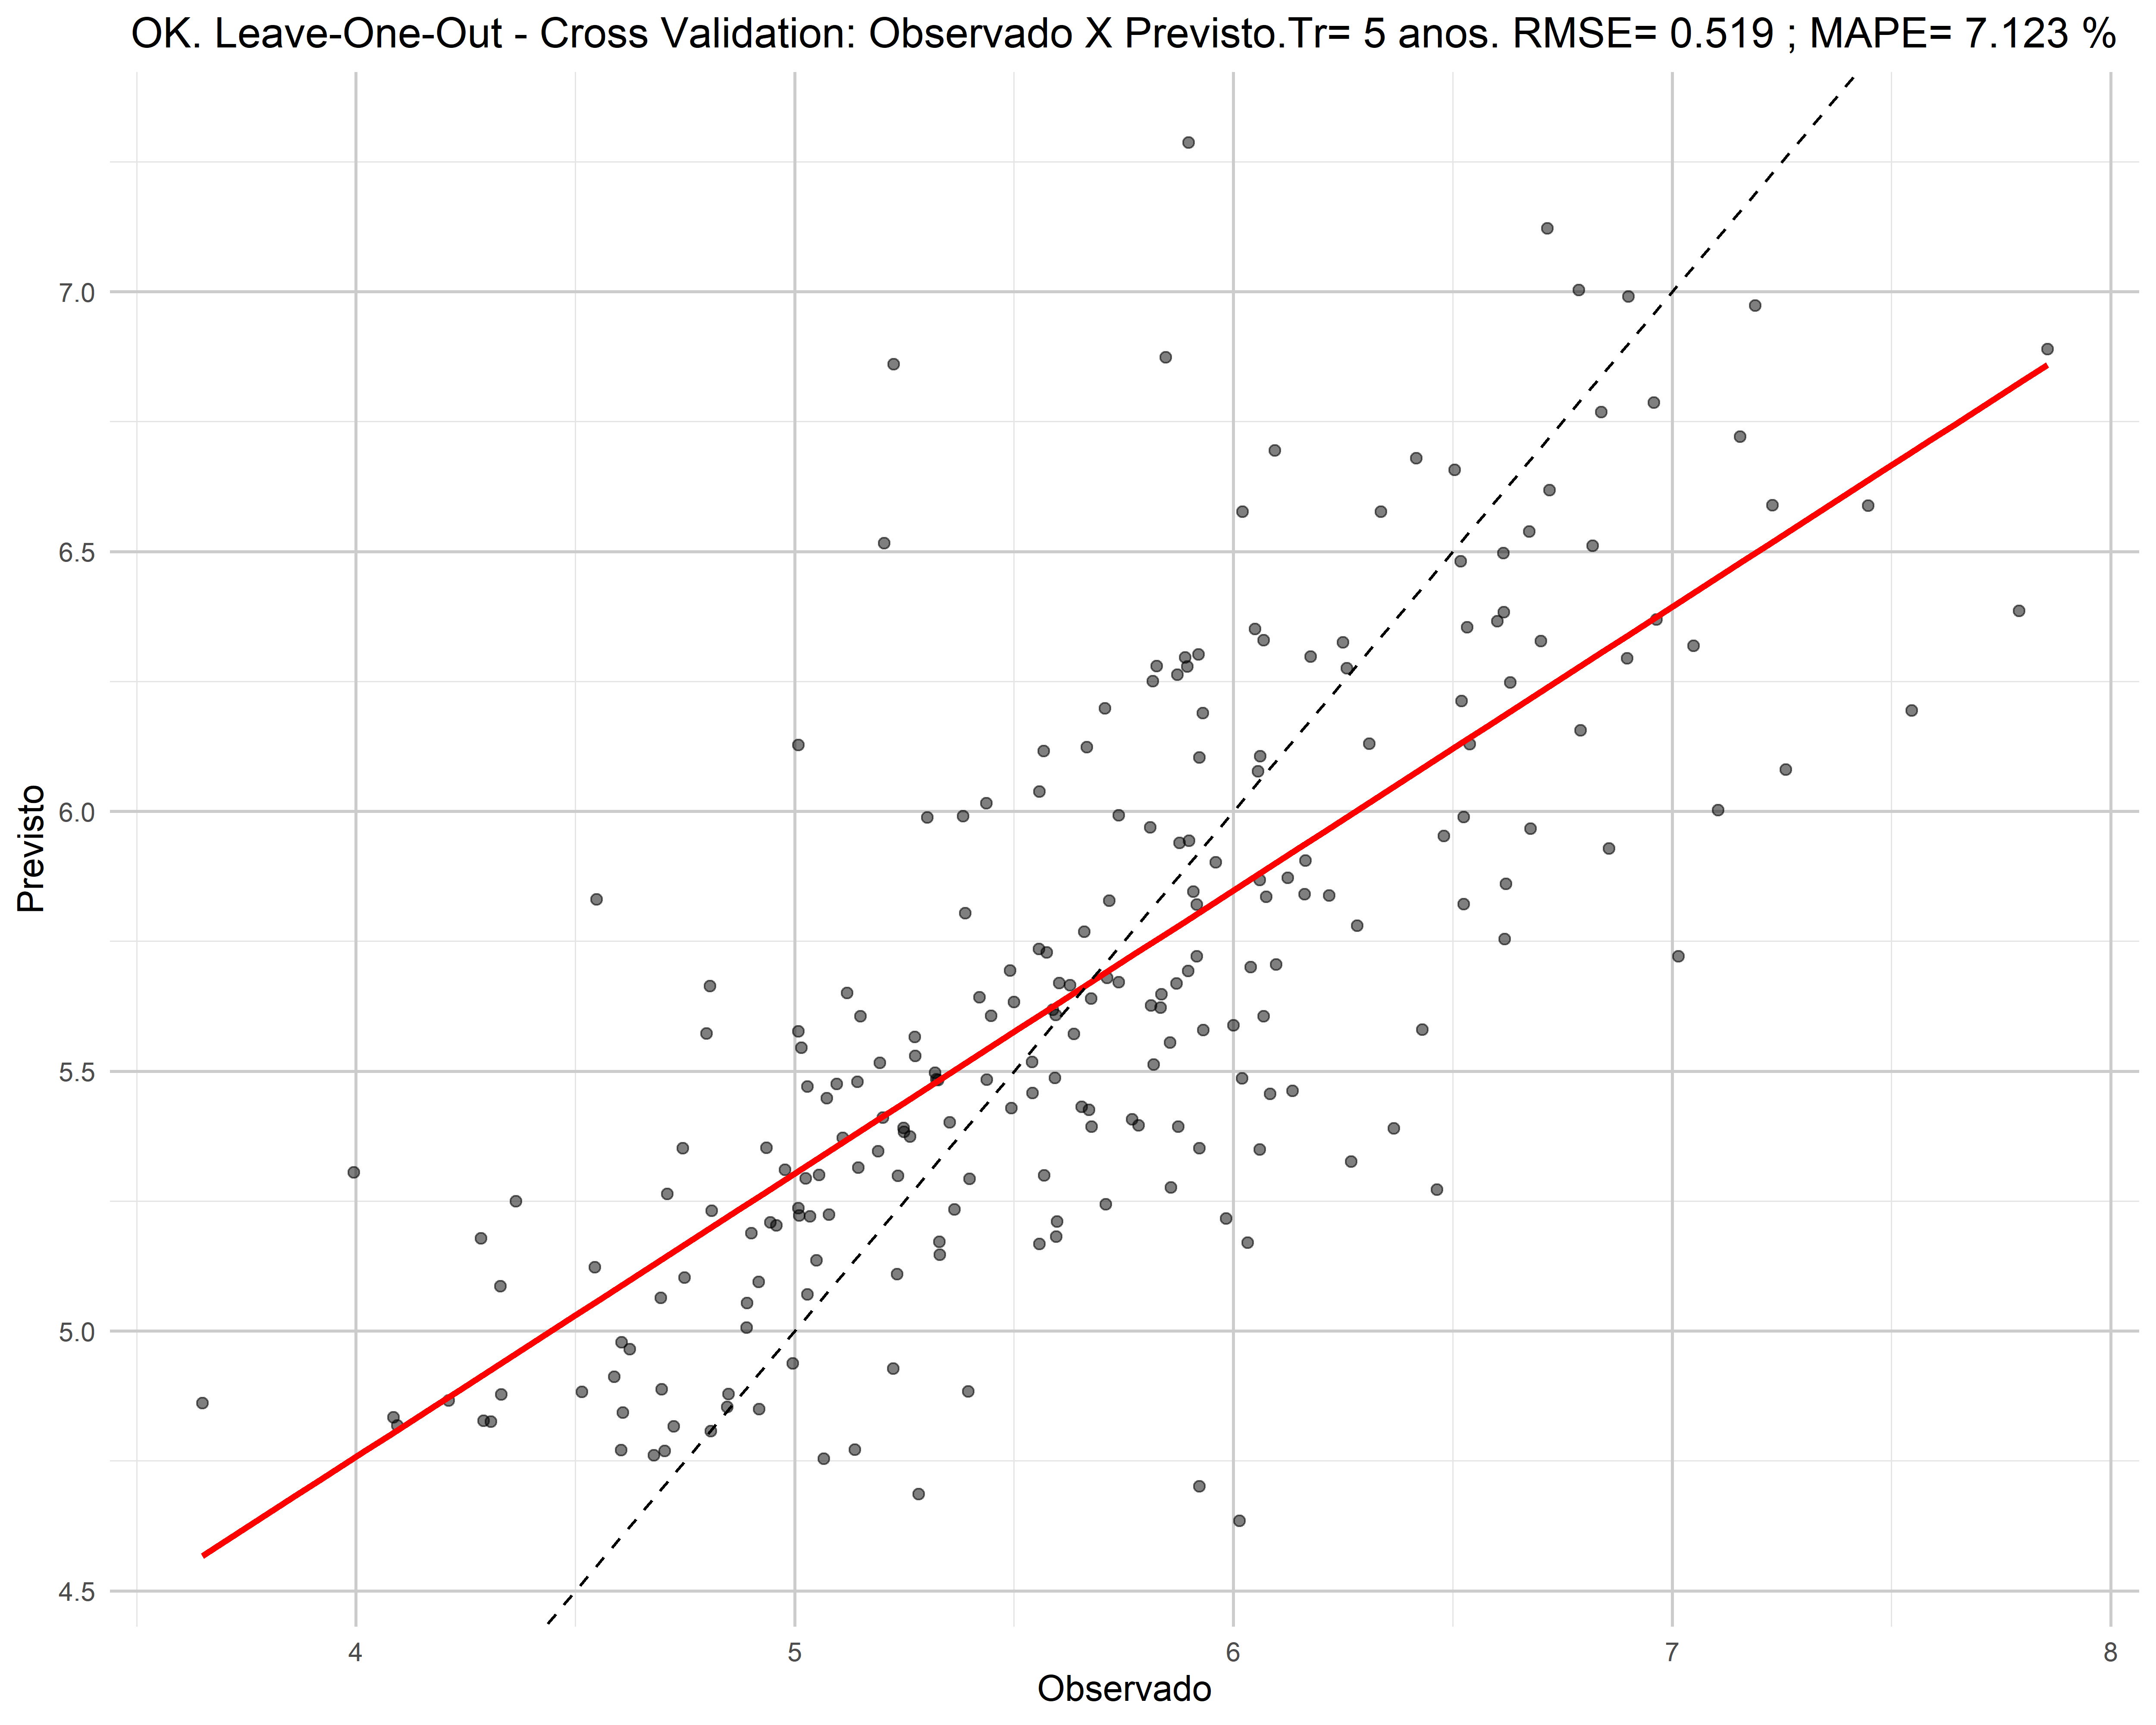 OK. Leave-One-Out - Cross Validation: Observado X Previsto.Tr= 5 anos. RMSE= 0.519 ; MAPE= 7.123 %
Previsto
7.0
6.5
6.0
5.5
5.0
4.5
4 5 6 7 8
Observado